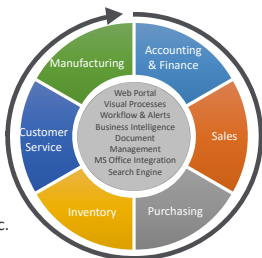 Manufacturing
Accounting
& Finance
Web Portal
Visual Processes
Workflow & Alerts
Business Intelligence
Document
Management
MS Office Integration
Search Engine
Customer
Service
Sales
Inventory
Purchasing
c.